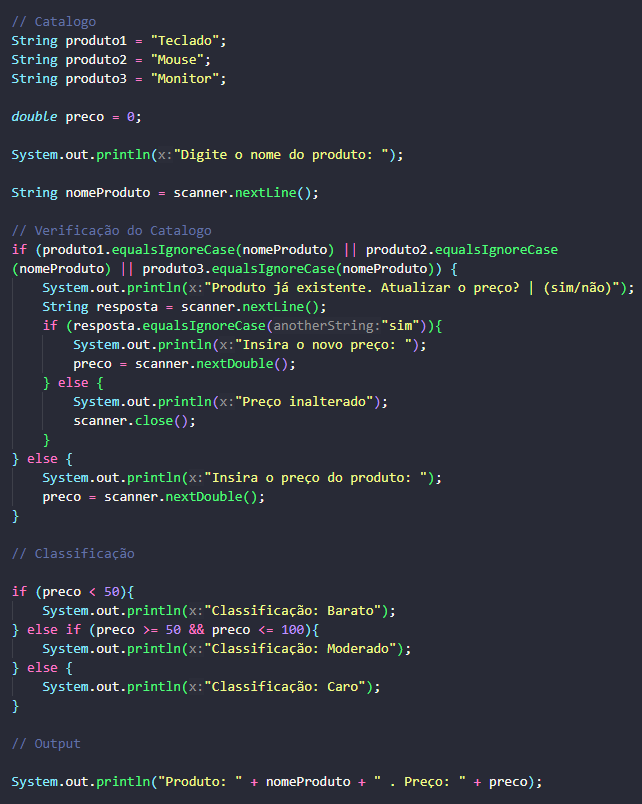 // Catalogo
String produto1 = "Teclado";
String produto2 = "Mouse";
String produto3 = "Monitor";
double preco = 0;
System.out.println(x:"Digite o nome do produto: ");
String nomeProduto = scanner.nextLine();
// Verificação do Catalogo
if (produto1.equalsIgnoreCase(nomeProduto) || produto2.equalsIgnoreCase
(nomeProduto) || produto3.equalsIgnoreCase(nomeProduto)) {
System.out.println(x:"Produto já existente. Atualizar o preço? | (sim/não)");
String resposta = scanner.nextLine();
if (resposta.equalsIgnoreCase(anotherString:"sim")){
System.out.println(x:"Insira o novo preço: ");
preco = scanner.nextDouble();
} else {
System.out.println(x:"Preço inalterado");
scanner.close();
}
} else {
System.out.println(x:"Insira o preço do produto: ");
preco = scanner.nextDouble();
}
// Classificação
if (preco < 50){
System.out.println(x:"Classificação: Barato");
} else if (preco >= 50 && preco <= 100){
System.out.println(x:"Classificação: Moderado");
} else {
System.out.println(x:"Classificação: Caro");
}
// Output
System.out.println("Produto: " + nomeProduto + " . Preço: " + preco);